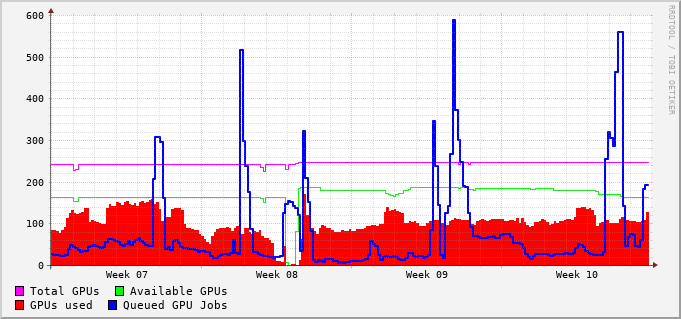 600
500
400
300
200
100
0
Week 07 Week 08 Week 09 Week 10
Total GPUs Available GPUs
GPUs used Queued GPU Jobs
RRDTOOL / TOBI OETIKER